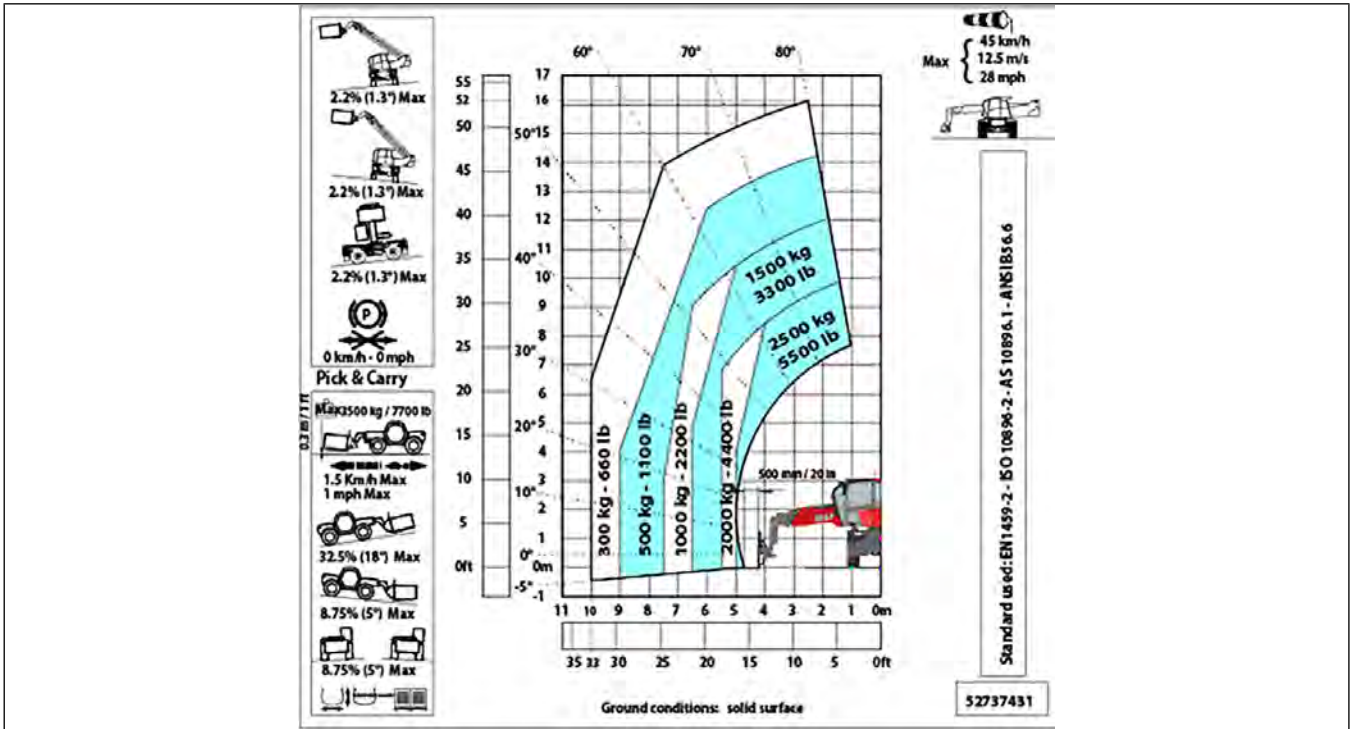 2.2% (1.3°) Max
2.2% (1.3°) Max
2.2% (1.3°) Max
P
0 km/h - 0 mph
Pick & Carry
0.3 m / 1 ft
Max 3500 kg / 7700 lb
1.5 Km/h Max
1 mph Max
32.5% (18°) Max
8.75% (5°) Max
8.75% (5°) Max
60° 70° 80°
55
52
50
45
40
35
30
25
20
15
10
5
0ft
50°
40°
30°
20°
10°
0°
-5°
17
16
15
14
13
12
11
10
9
8
7
6
5
4
3
2
1
0m
-1
1500 kg
3300 lb
2500 kg
5500 lb
300 kg - 660 lb
500 kg - 1100 lb
1000 kg - 2200 lb
2000 kg - 4400 lb
500 mm / 20 in
11 10 9 8 7 6 5 4 3 2 1 0m
35 33 30 25 20 15 10 5 0ft
Ground conditions: solid surface
Max { 45 km/h
12.5 m/s
28 mph
Standard used: EN1459-2 - ISO 10896-2 - AS 10896.1 - ANSIB56.6
52737431